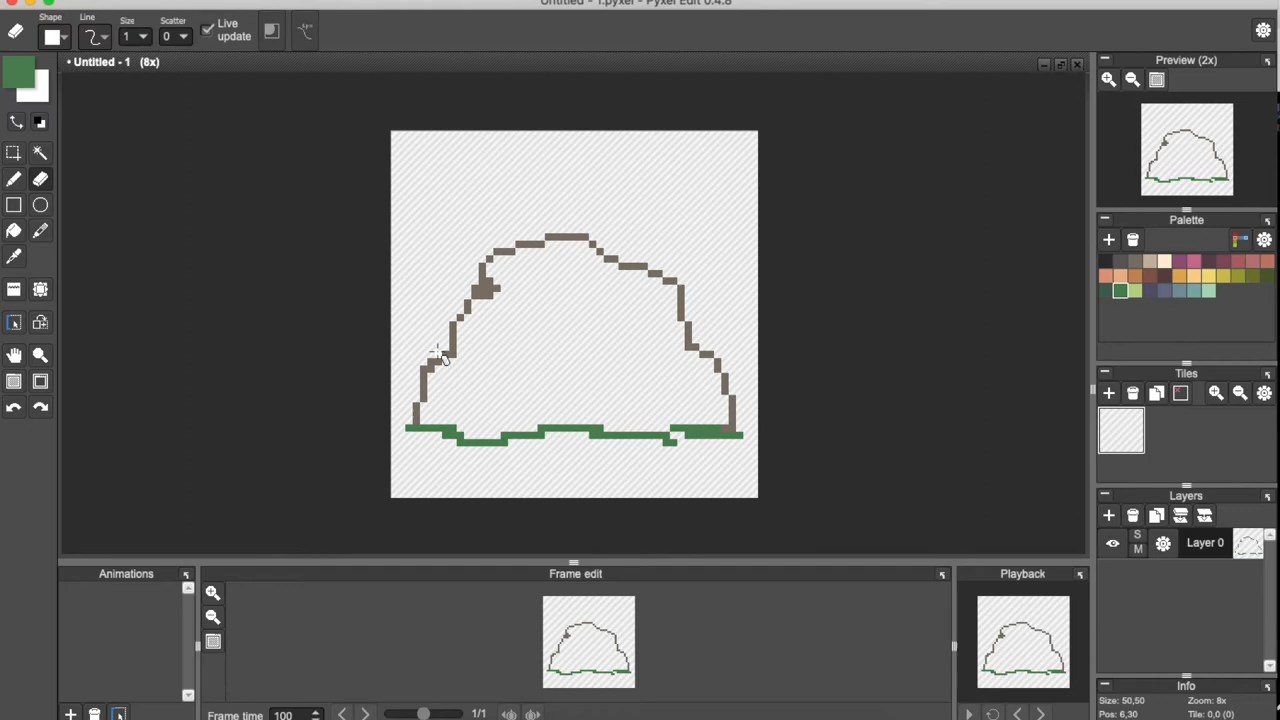 Untitled - 1.pyxel - Pyxel Edit 0.4.8
Shape
Line
Size
Scatter
1
0
Live
update
• Untitled - 1 (8x)
Preview (2x)
Palette
Tiles
Layers
S
M
Layer 0
Animations
Frame edit
Playback
Frame time
100
1/1
Info
Size: 50,50
Zoom: 8x
Pos: 6,30
Tile: 0,0 (0)